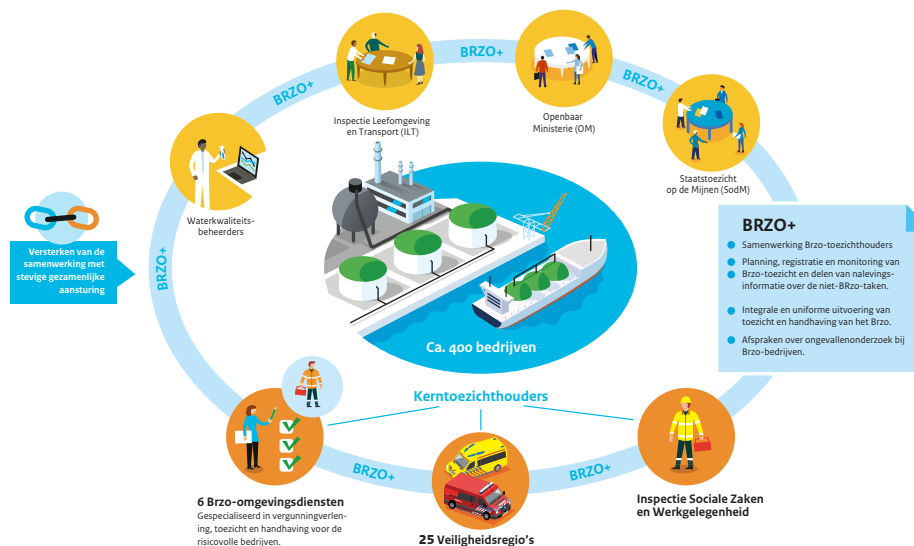 BRZO+
BRZO+
BRZO+
BRZO+
BRZO+
BRZO+
Inspectie Leefomgeving
en Transport (ILT)
Openbaar
Ministerie (OM)
Staatstoezicht
op de Mijnen (SodM)
Waterkwaliteits-
beheerders
Versterken van de
samenwerking met
stevige gezamenlijke
aansturing
BRZO+
Samenwerking Brzo-toezichthouders
Planning, registratie en monitoring van
Brzo-toezicht en delen van nalevings-
informatie over de niet-BRzo-taken.
Integrale en uniforme uitvoering van
toezicht en handhaving van het Brzo.
Afspraken over ongevallenonderzoek bij
Brzo-bedrijven.
Ca. 400 bedrijven
Kerntoezichthouders
6 Brzo-omgevingsdiensten
Gespecialiseerd in vergunningverlen-
ing, toezicht en handhaving voor de
risicovolle bedrijven.
25 Veiligheidsregio's
Inspectie Sociale Zaken
en Werkgelegenheid